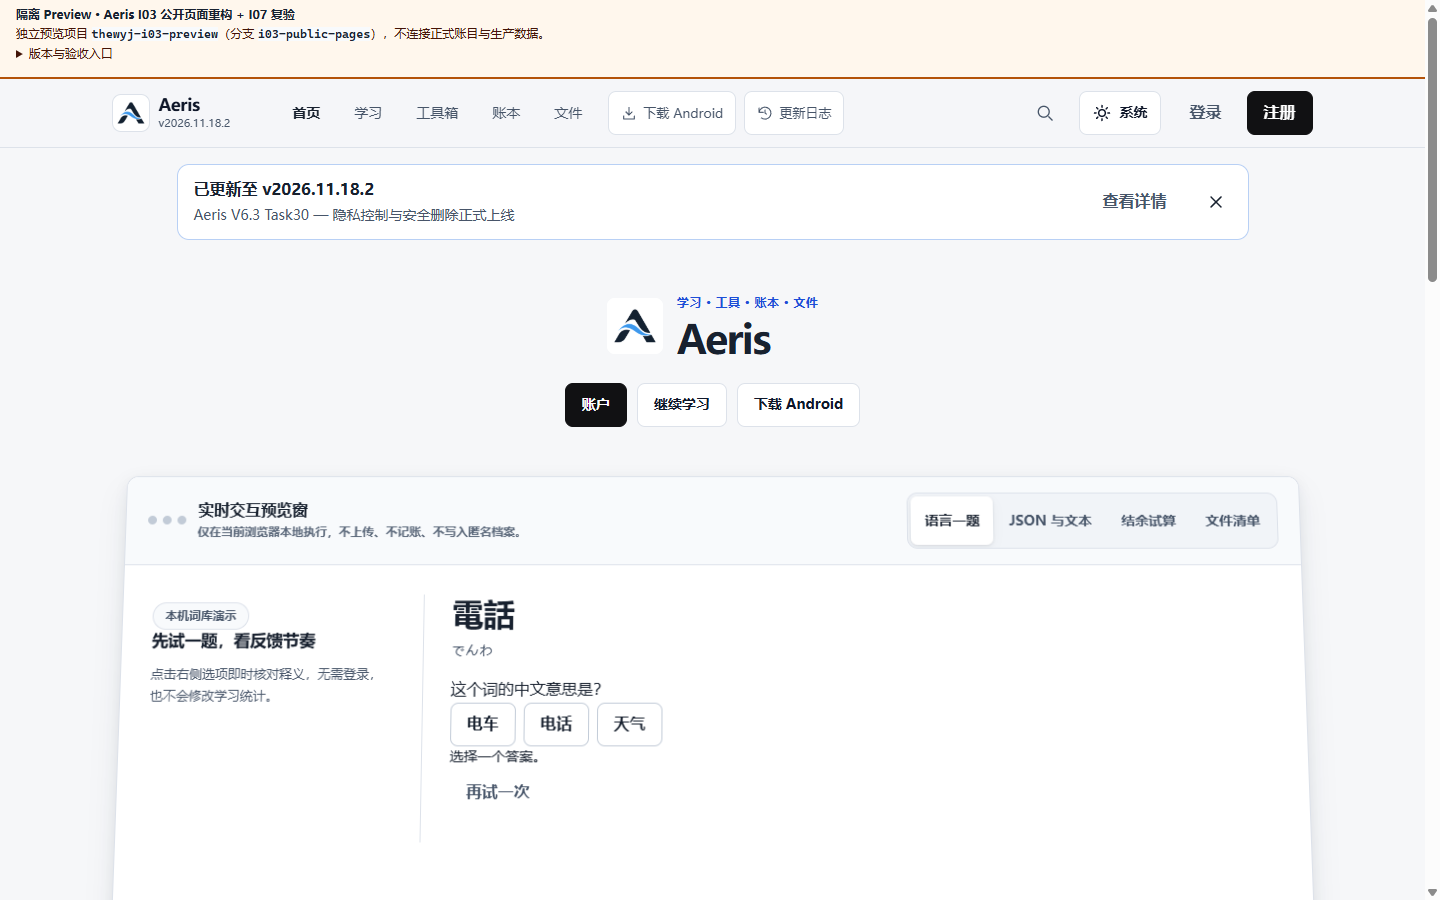 隔离 Preview • Aeris I03 公开页面重构 + I07 复验
独立预览项目 thewyj-i03-preview（分支 i03-public-pages），不连接正式账目与生产数据。
▶ 版本与验收入口
Aeris
v2026.11.18.2
首页 学习 工具箱 账本 文件 下载 Android 更新日志 系统 登录 注册
已更新至 v2026.11.18.2
Aeris V6.3 Task30 — 隐私控制与安全删除正式上线
查看详情
学习 • 工具 • 账本 • 文件
Aeris
账户 继续学习 下载 Android
实时交互预览窗
仅在当前浏览器本地执行，不上传、不记账、不写入匿名档案。
语言一题 JSON 与文本 结余试算 文件清单
本机词库演示
先试一题，看反馈节奏
点击右侧选项即时核对释义，无需登录，
也不会修改学习统计。
電話
でんわ
这个词的中文意思是？
电车 电话 天气
选择一个答案。
再试一次